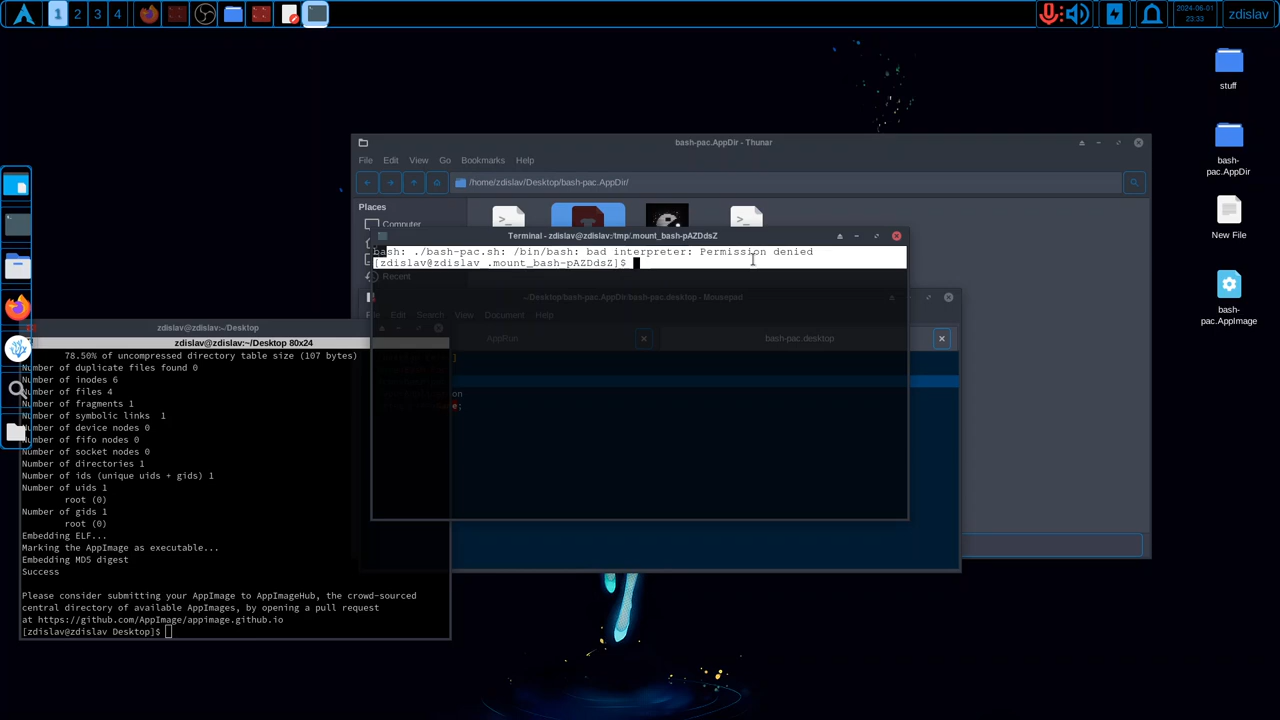 1 2 3 4
2024-06-01
23:33
zdislav
stuff
bash-
pac.AppDir
New File
bash-
pac.AppImage
bash-pac.AppDir - Thunar
File Edit View Go Bookmarks Help
/home/zdislav/Desktop/bash-pac.AppDir/
Places
Computer
Recent
Terminal - zdislav@zdislav:/tmp/.mount_bash-pAZDdsZ
bash: ./bash-pac.sh: /bin/bash: bad interpreter: Permission denied
[zdislav@zdislav .mount_bash-pAZDdsZ]$
~/Desktop/bash-pac.AppDir:bash-pac.desktop - Mousepad
Edit Search View Document Help
AppRun
bash-pac.desktop
zdislav@zdislav:~/Desktop
zdislav@zdislav:~/Desktop 80x24
78.50% of uncompressed directory table size (107 bytes)
Number of duplicate files found 0
Number of inodes 6
Number of files 4
Number of fragments 1
Number of symbolic links 1
Number of device nodes 0
Number of fifo nodes 0
Number of socket nodes 0
Number of directories 1
Number of ids (unique uids + gids) 1
Number of uids 1
root (0)
Number of gids 1
root (0)
Embedding ELF...
Marking the AppImage as executable...
Embedding MD5 digest
Success
Please consider submitting your AppImage to AppImageHub, the crowd-sourced
central directory of available AppImages, by opening a pull request
at https://github.com/AppImage/appimage.github.io
[zdislav@zdislav Desktop]$